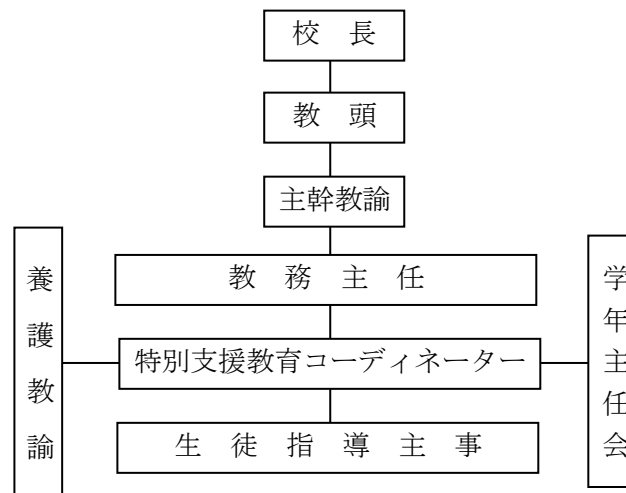 校　長
教　頭
主幹教諭
教　務　主　任
養護教諭
特別支援教育コーディネーター
学年主任会
生　徒　指　導　主　事